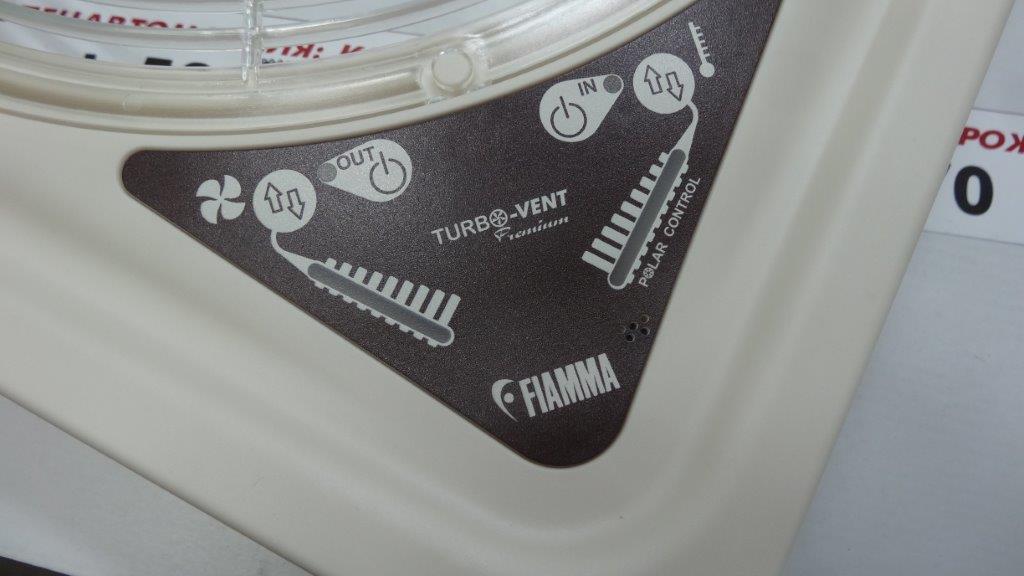 IN
OUT
TURBO-VENT
Premium
POLAR CONTROL
FIAMMA